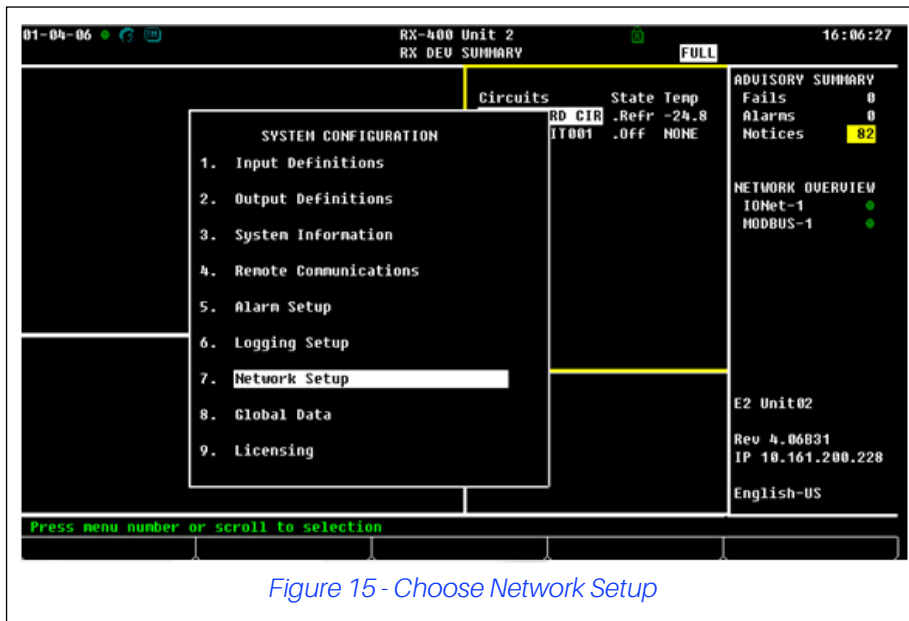 01-04-06 RX-400 Unit 2 16:06:27
RX DEV SUMMARY FULL
Circuits State Temp
RD CIR .Refr -24.8
IT001 .Off NONE
SYSTEM CONFIGURATION
1. Input Definitions
2. Output Definitions
3. System Information
4. Remote Communications
5. Alarm Setup
6. Logging Setup
7. Network Setup
8. Global Data
9. Licensing
ADVISORY SUMMARY
Fails 0
Alarms 0
Notices 82
NETWORK OVERVIEW
IONet-1
MODBUS-1
E2 Unit02
Rev 4.06B31
IP 10.161.200.228
English-US
Press menu number or scroll to selection
Figure 15 - Choose Network Setup